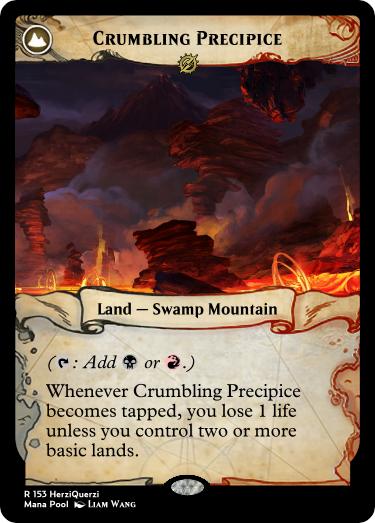 CRUMBLING PRECIPICE
Land — Swamp Mountain
( : Add or .)
Whenever Crumbling Precipice
becomes tapped, you lose 1 life
unless you control two or more
basic lands.
R 153 HerziQuerzi
Mana Pool LIAM WANG